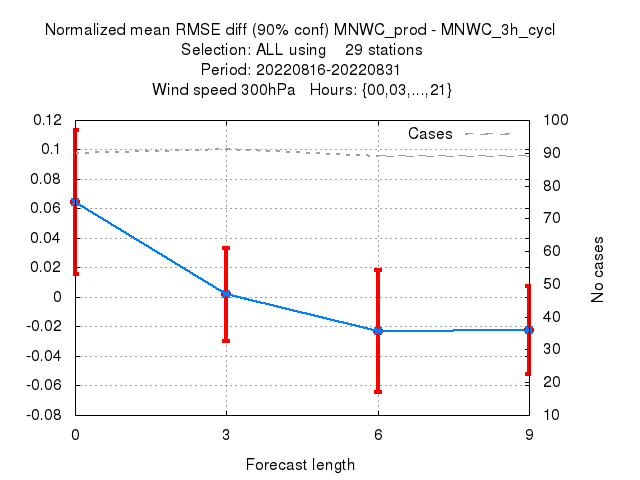 Normalized mean RMSE diff (90% conf) MNWC_prod - MNWC_3h_cycl
Selection: ALL using 29 stations
Period: 20220816-20220831
Wind speed 300hPa Hours: {00,03,...,21}
Cases
0.12
0.1
0.08
0.06
0.04
0.02
0
-0.02
-0.04
-0.06
-0.08
100
90
80
70
60
50
40
30
20
10
No cases
0 3 6 9
Forecast length